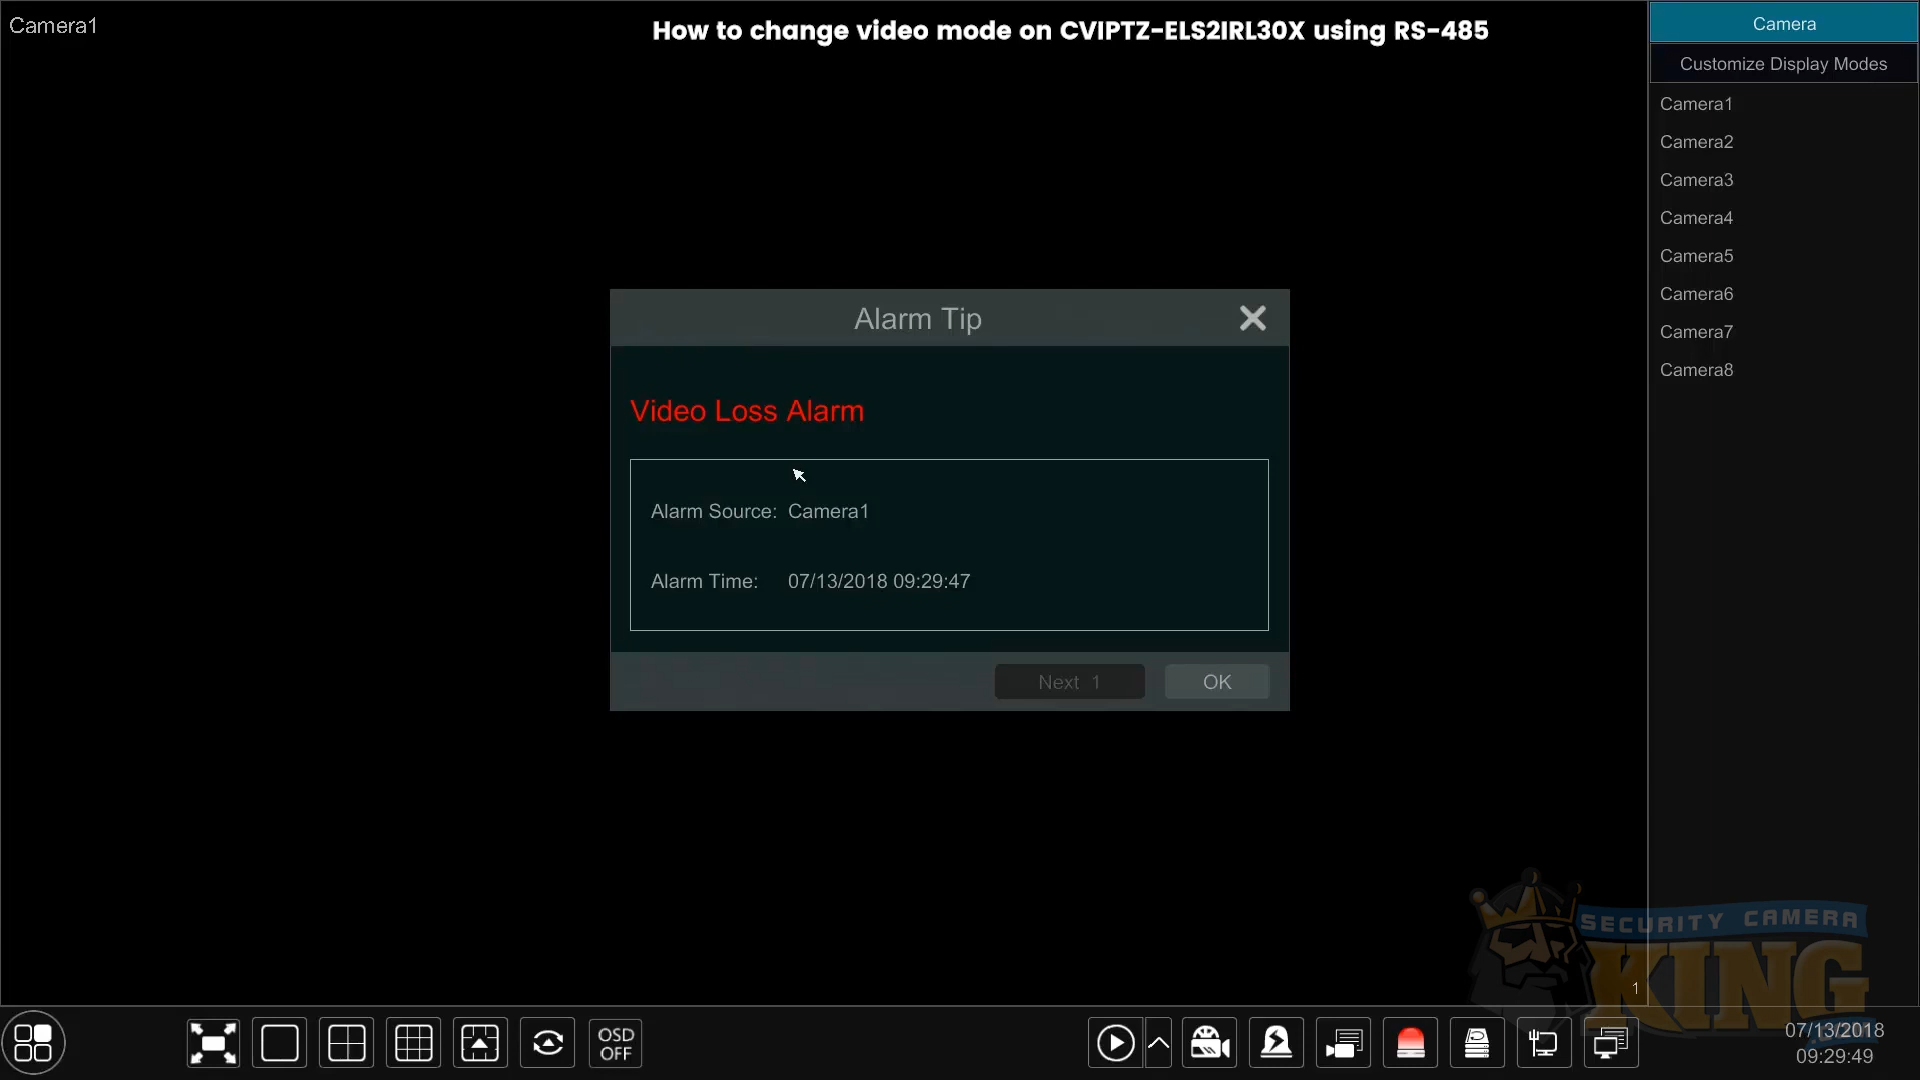 Camera1
How to change video mode on CVIPTZ-ELS2IRL30X using RS-485
Camera
Customize Display Modes
Camera1
Camera2
Camera3
Camera4
Camera5
Camera6
Camera7
Camera8
Alarm Tip
Video Loss Alarm
Alarm Source: Camera1
Alarm Time: 07/13/2018 09:29:47
Next 1
OK
SECURITY CAMERA
KING
.COM
1
OSD
OFF
07/13/2018
09:29:49